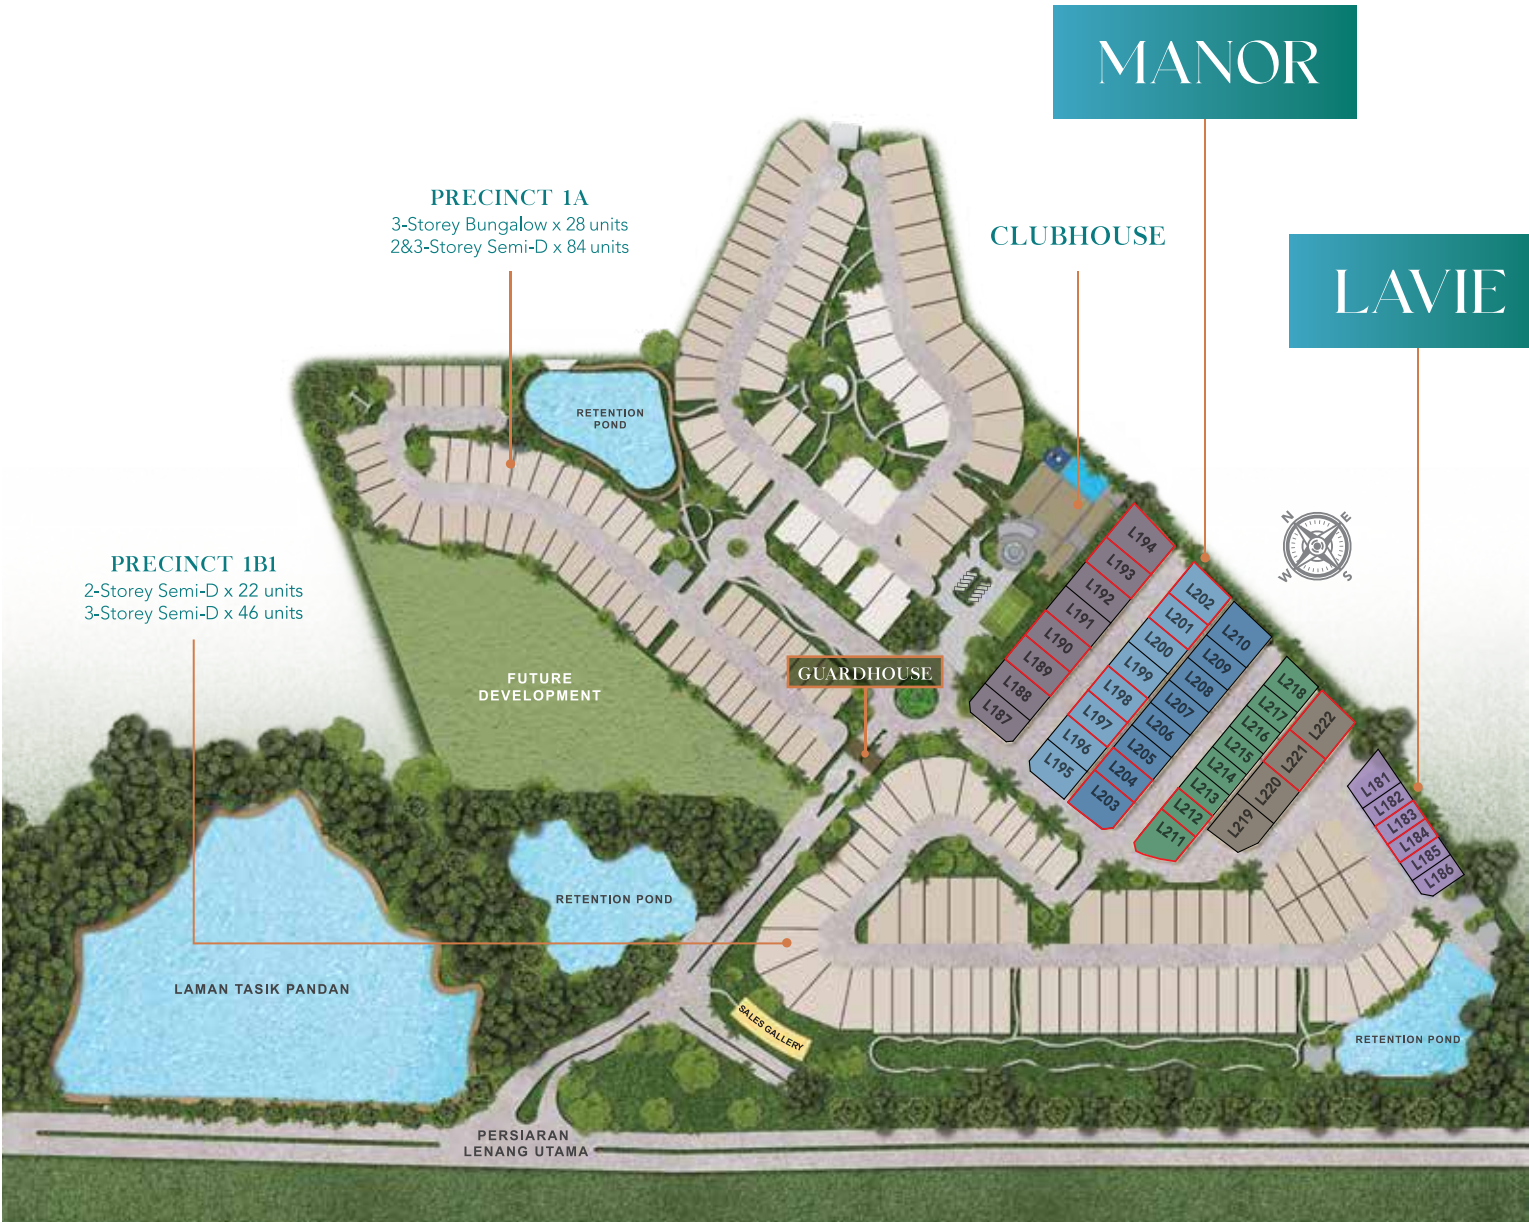 MANOR
PRECINCT 1A
3-Storey Bungalow x 28 units
2&3-Storey Semi-D x 84 units
CLUBHOUSE
LAVIE
RETENTION
POND
N
E
W
S
PRECINCT 1B1
2-Storey Semi-D x 22 units
3-Storey Semi-D x 46 units
FUTURE
DEVELOPMENT
GUARDHOUSE
L194
L193
L192
L191
L190
L189
L188
L187
L202
L201
L200
L199
L198
L197
L196
L195
L210
L209
L208
L207
L206
L205
L204
L203
L218
L217
L216
L215
L214
L213
L212
L211
L222
L221
L220
L219
L181
L182
L183
L184
L185
L186
RETENTION POND
LAMAN TASIK PANDAN
SALES GALLERY
RETENTION POND
PERSIARAN
LENANG UTAMA